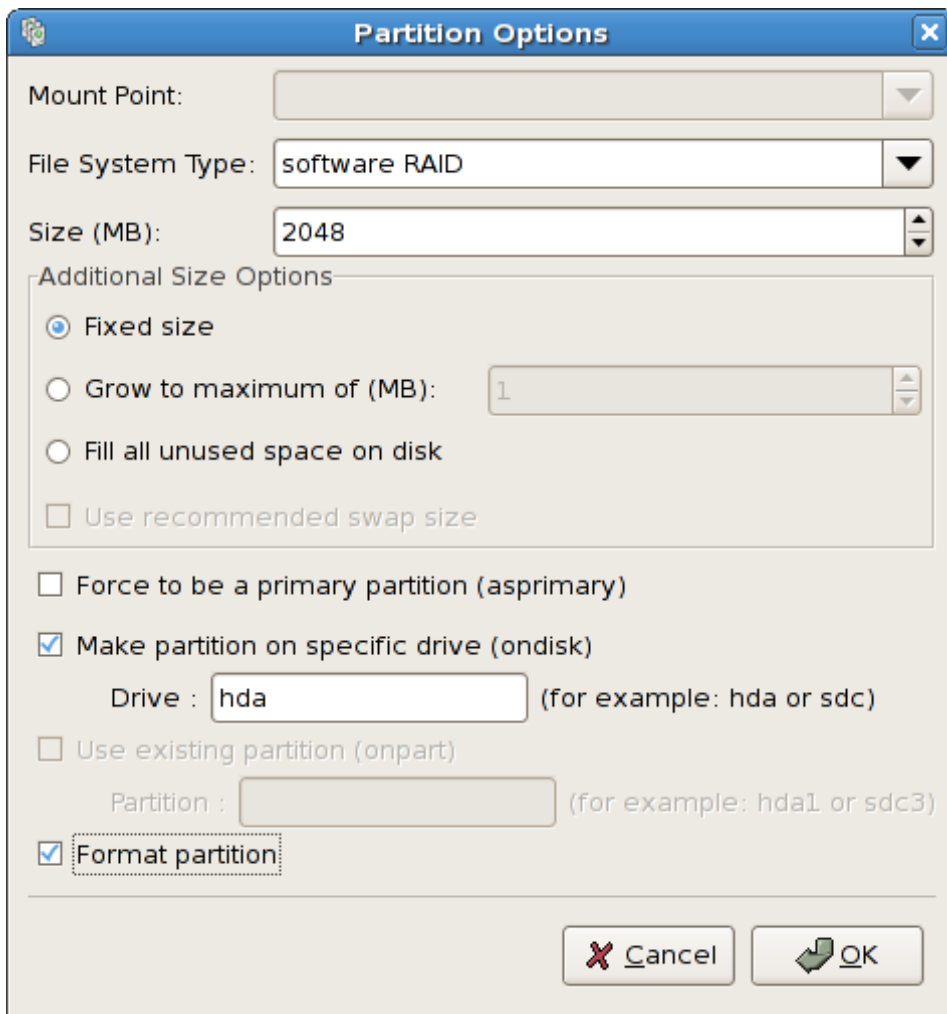 Partition Options
Mount Point:
File System Type: software RAID
Size (MB): 2048
Additional Size Options
Fixed size
Grow to maximum of (MB): 1
Fill all unused space on disk
Use recommended swap size
Force to be a primary partition (asprimary)
Make partition on specific drive (ondisk)
Drive : hda (for example: hda or sdc)
Use existing partition (onpart)
Partition : (for example: hda1 or sdc3)
Format partition
Cancel OK